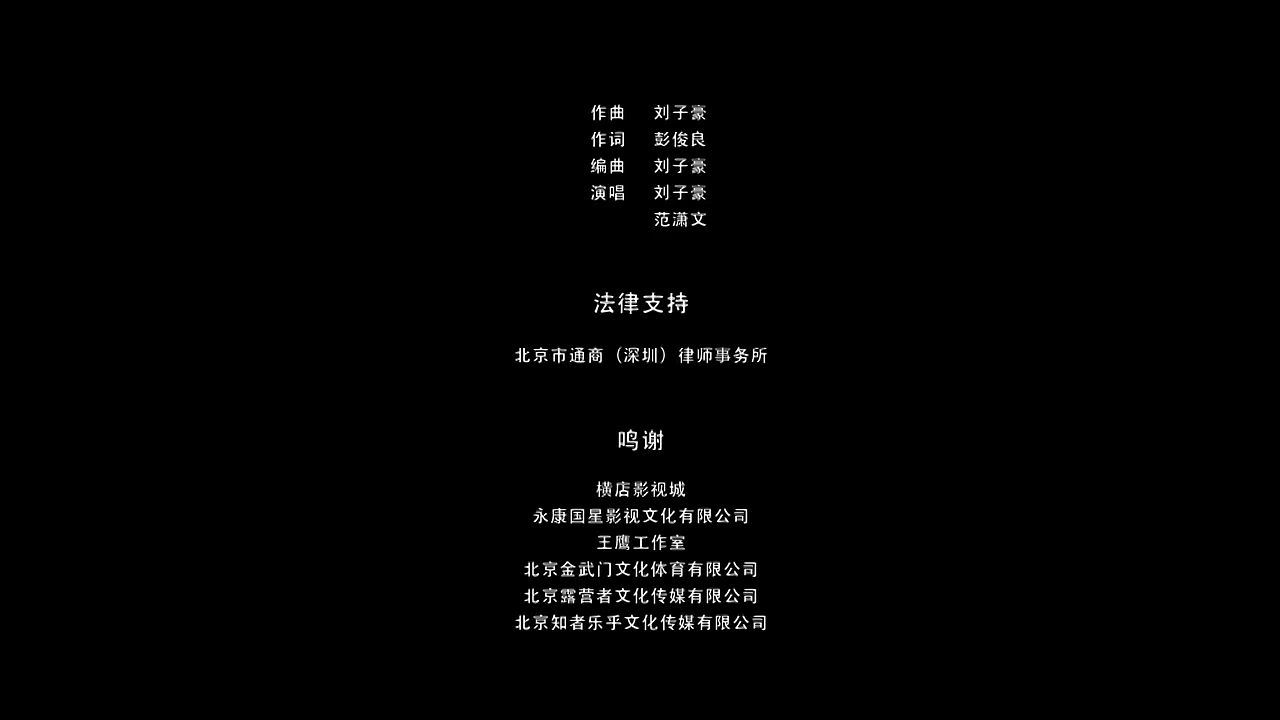 作曲 刘子豪
作词 彭俊良
编曲 刘子豪
演唱 刘子豪
范潇文
法律支持
北京市通商（深圳）律师事务所
鸣谢
横店影视城
永康国星影视文化有限公司
王鹰工作室
北京金武门文化体育有限公司
北京露营者文化传媒有限公司
北京知者乐乎文化传媒有限公司